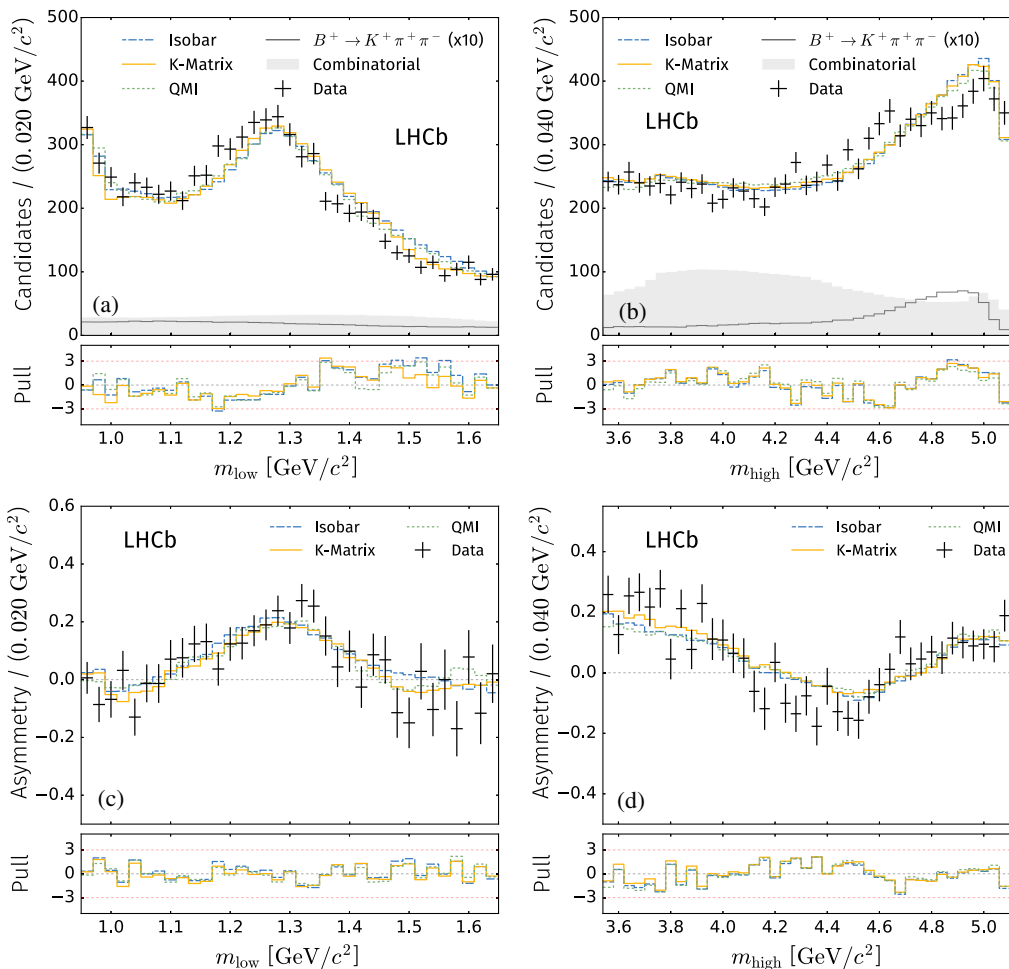 500
400
300
200
100
0
Candidates / (0.020 GeV/c²)
Isobar
K-Matrix
QMI
B⁺ → K⁺π⁺π⁻ (x10)
Combinatorial
Data
LHCb
(a)
3
0
−3
Pull
1.0 1.1 1.2 1.3 1.4 1.5 1.6
m_low [GeV/c²]
500
400
300
200
100
0
Candidates / (0.040 GeV/c²)
Isobar
K-Matrix
QMI
B⁺ → K⁺π⁺π⁻ (x10)
Combinatorial
Data
LHCb
(b)
3
0
−3
Pull
3.6 3.8 4.0 4.2 4.4 4.6 4.8 5.0
m_high [GeV/c²]
0.6
0.4
0.2
0.0
−0.2
−0.4
Asymmetry / (0.020 GeV/c²)
LHCb
Isobar
K-Matrix
QMI
Data
(c)
3
0
−3
Pull
1.0 1.1 1.2 1.3 1.4 1.5 1.6
m_low [GeV/c²]
0.4
0.2
0.0
−0.2
−0.4
Asymmetry / (0.040 GeV/c²)
LHCb
Isobar
K-Matrix
QMI
Data
(d)
3
0
−3
Pull
3.6 3.8 4.0 4.2 4.4 4.6 4.8 5.0
m_high [GeV/c²]